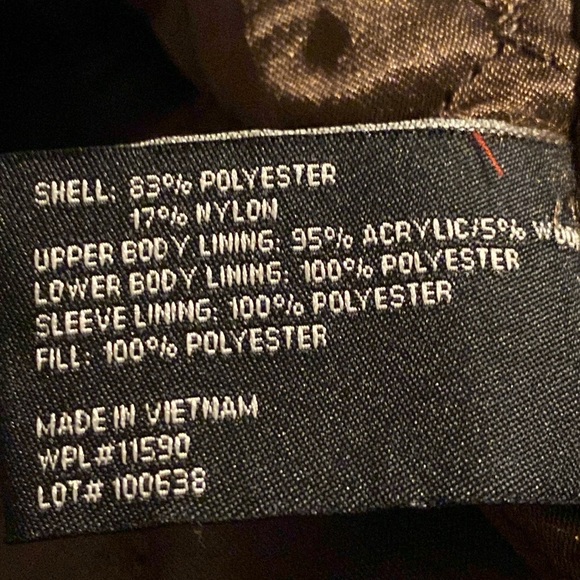 SHELL: 83% POLYESTER
17% NYLON
UPPER BODY LINING: 95% ACRYLIC/5% WOOL
LOWER BODY LINING: 100% POLYESTER
SLEEVE LINING: 100% POLYESTER
FILL: 100% POLYESTER
MADE IN VIETNAM
WPL#11590
LOT# 100638